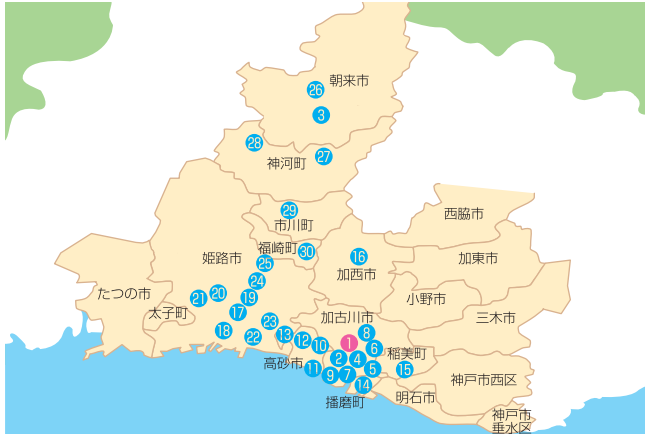 朝来市
26
3
28
27
神河町
29
市川町
西脇市
福崎町
30
16
姫路市
25
加西市
加東市
24
たつの市
21
20
19
小野市
太子町
17
加古川市
三木市
18
23
22
13
12
10
8
1
6
稲美町
2
4
高砂市
11
9
7
5
15
神戸市西区
14
明石市
播磨町
神戸市
垂水区